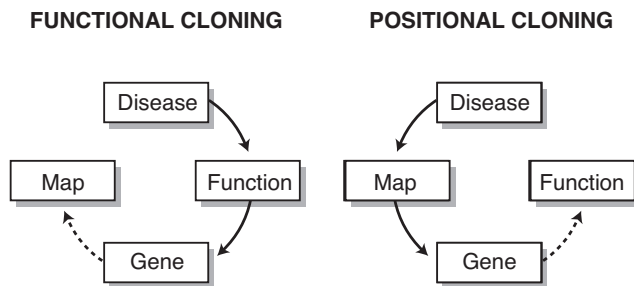 FUNCTIONAL CLONING
Disease
Map
Function
Gene
POSITIONAL CLONING
Disease
Map
Function
Gene